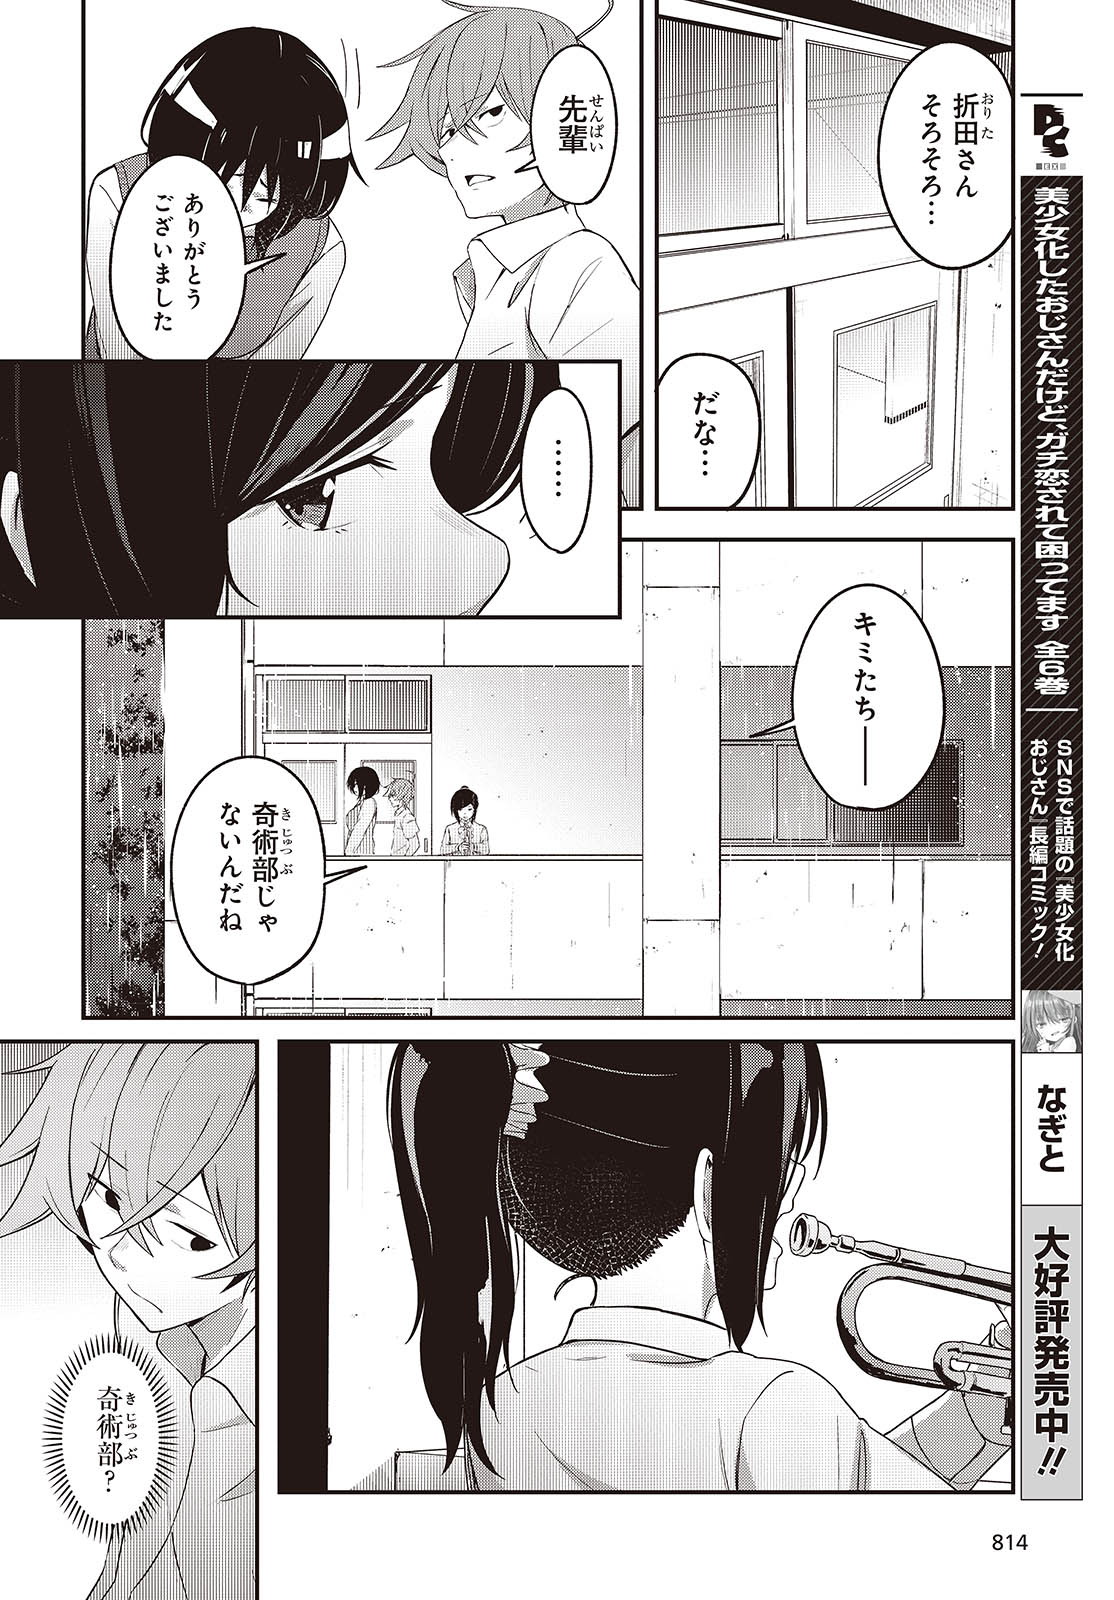 折田さん
そろそろ…
だな…
先輩
ありがとう
ございました
……
キミたち――
奇術部じゃ
ないんだね
奇術部?
美少女化したおじさんだけど、ガチ恋されて困ってます 全6巻
SNSで話題の『美少女化
おじさん』長編コミック!
なぎと
大好評発売中!!
814